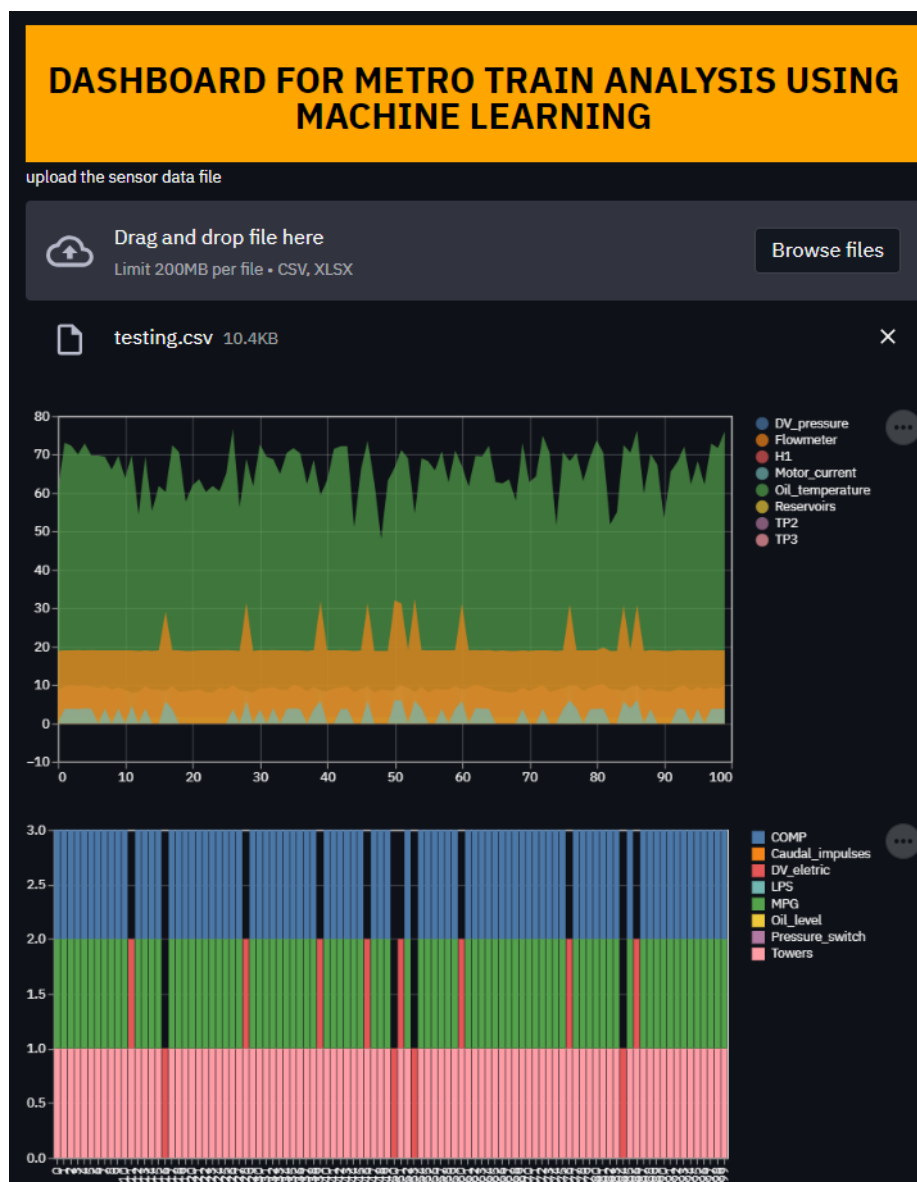 DASHBOARD FOR METRO TRAIN ANALYSIS USING
MACHINE LEARNING
upload the sensor data file
Drag and drop file here
Limit 200MB per file • CSV, XLSX
Browse files
testing.csv 10.4KB
80
70
60
50
40
30
20
10
0
−10
0 10 20 30 40 50 60 70 80 90 100
DV_pressure
Flowmeter
H1
Motor_current
Oil_temperature
Reservoirs
TP2
TP3
3.0
2.5
2.0
1.5
1.0
0.5
0.0
COMP
Caudal_impulses
DV_eletric
LPS
MPG
Oil_level
Pressure_switch
Towers